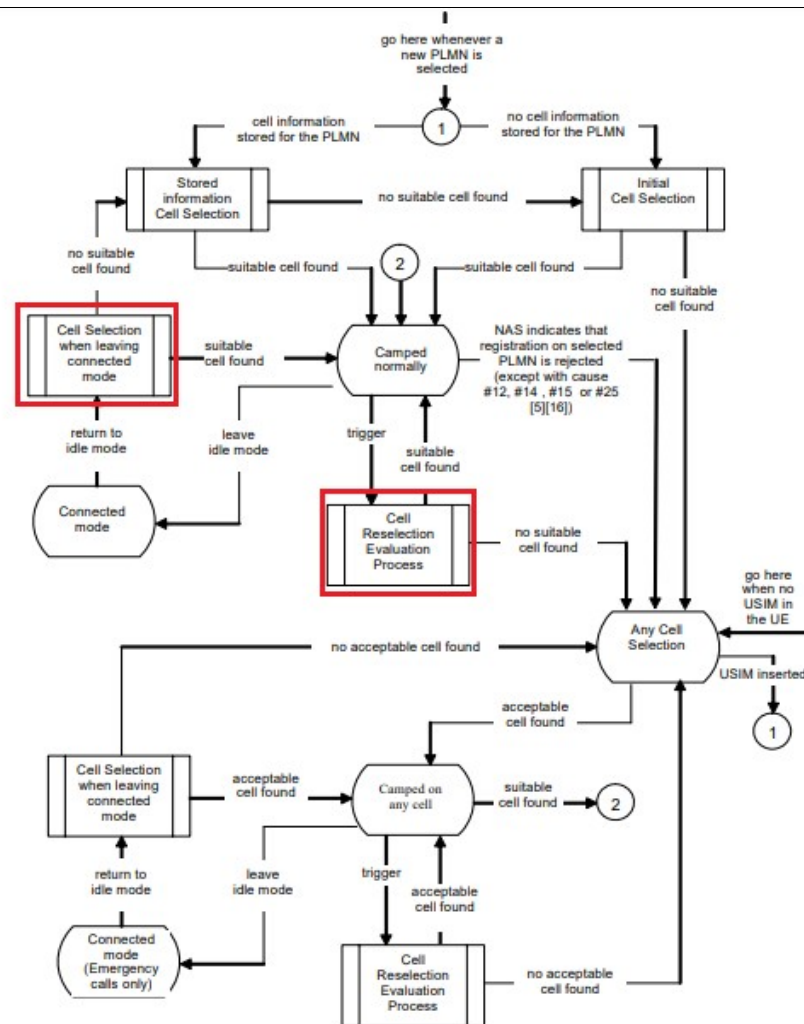 go here whenever a
new PLMN is
selected
cell information
stored for the PLMN
1
no cell information
stored for the PLMN
Stored
information
Cell Selection
no suitable cell found
Initial
Cell Selection
no suitable
cell found
suitable cell found
2
suitable cell found
no suitable
cell found
Cell Selection
when leaving
connected
mode
suitable
cell found
Camped
normally
NAS indicates that
registration on selected
PLMN is rejected
(except with cause
#12, #14 , #15 or #25
[5][16])
return to
idle mode
leave
idle mode
trigger
suitable
cell found
Connected
mode
Cell
Reselection
Evaluation
Process
no suitable
cell found
go here
when no
USIM in
the UE
Any Cell
Selection
no acceptable cell found
USIM inserted
1
acceptable
cell found
Cell Selection
when leaving
connected
mode
acceptable
cell found
Camped on
any cell
suitable
cell found
2
return to
idle mode
leave
idle mode
trigger
acceptable
cell found
Connected
mode
(Emergency
calls only)
Cell
Reselection
Evaluation
Process
no acceptable
cell found